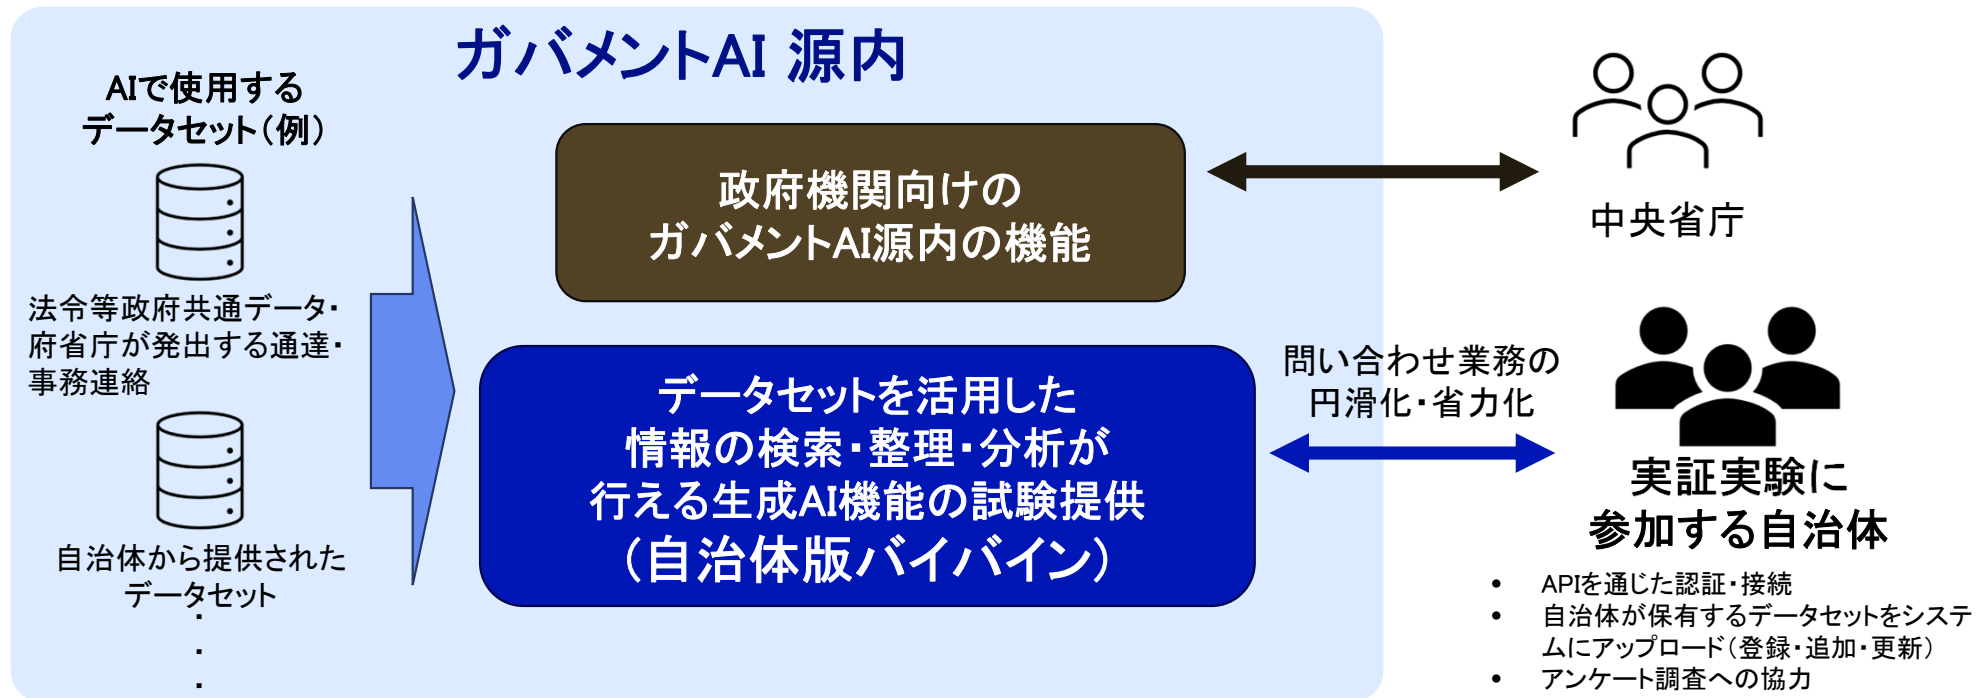 ガバメントAI 源内
AIで使用する
データセット（例）
法令等政府共通データ・
府省庁が発出する通達・
事務連絡
自治体から提供された
データセット
・
・
・
政府機関向けの
ガバメントAI源内の機能
データセットを活用した
情報の検索・整理・分析が
行える生成AI機能の試験提供
（自治体版バイバイン）
中央省庁
問い合わせ業務の
円滑化・省力化
実証実験に
参加する自治体
• APIを通じた認証・接続
• 自治体が保有するデータセットをシステ
ムにアップロード（登録・追加・更新）
• アンケート調査への協力